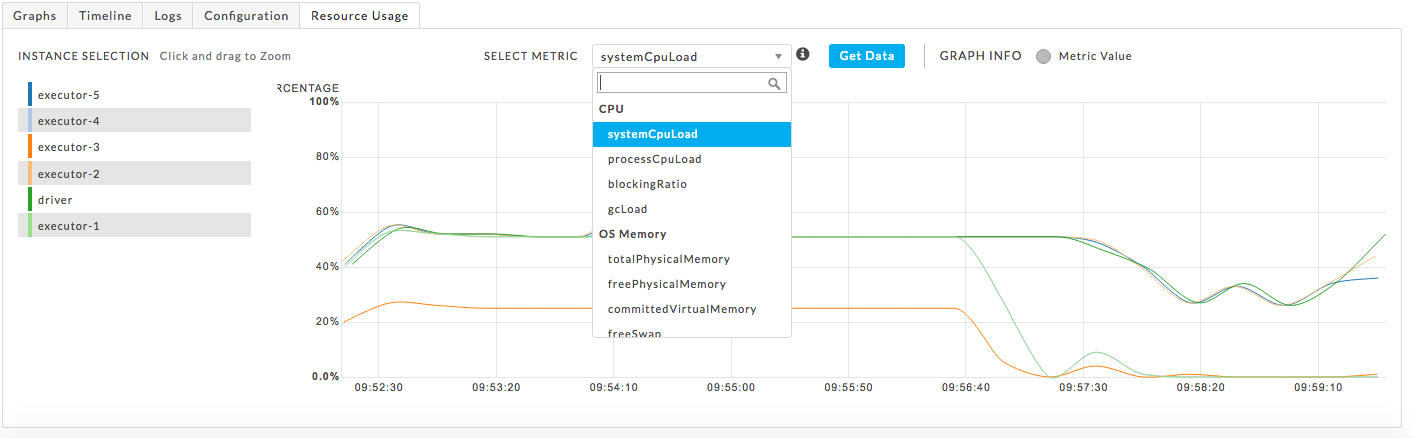 Graphs Timeline Logs Configuration Resource Usage
INSTANCE SELECTION Click and drag to Zoom SELECT METRIC systemCpuLoad Get Data GRAPH INFO Metric Value
executor-5
executor-4
executor-3
executor-2
driver
executor-1
RCENTAGE
100%
80%
60%
40%
20%
0.0%
CPU
systemCpuLoad
processCpuLoad
blockingRatio
gcLoad
OS Memory
totalPhysicalMemory
freePhysicalMemory
committedVirtualMemory
freeSwap
09:52:30 09:53:20 09:54:10 09:55:00 09:55:50 09:56:40 09:57:30 09:58:20 09:59:10